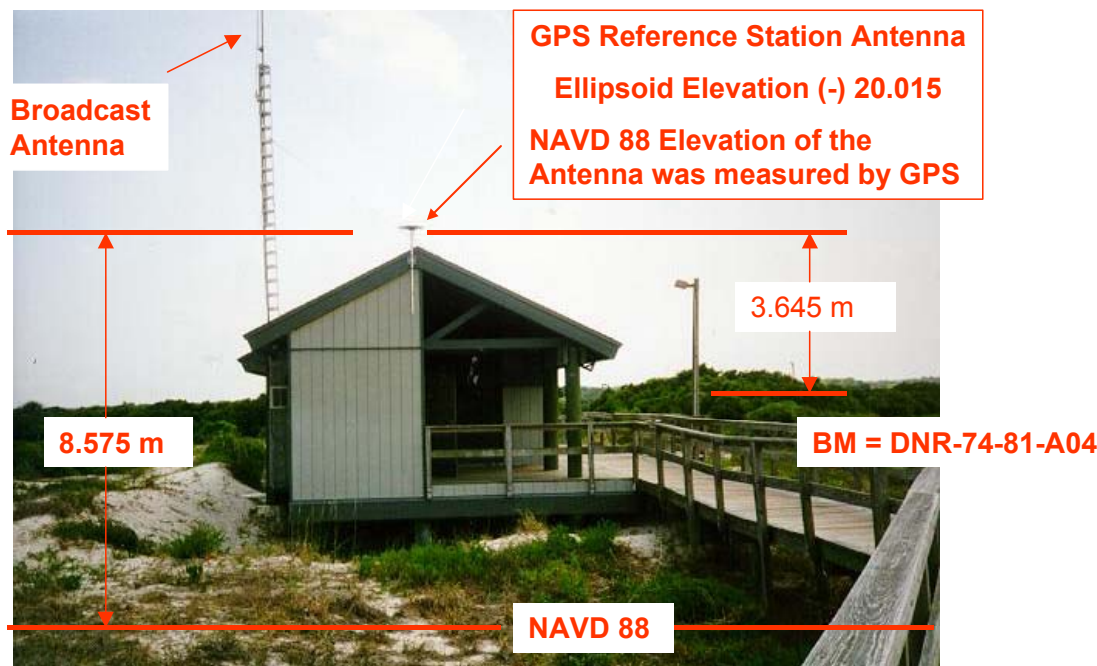 GPS Reference Station Antenna
Ellipsoid Elevation (-) 20.015
NAVD 88 Elevation of the
Antenna was measured by GPS
Broadcast
Antenna
3.645 m
8.575 m
BM = DNR-74-81-A04
NAVD 88